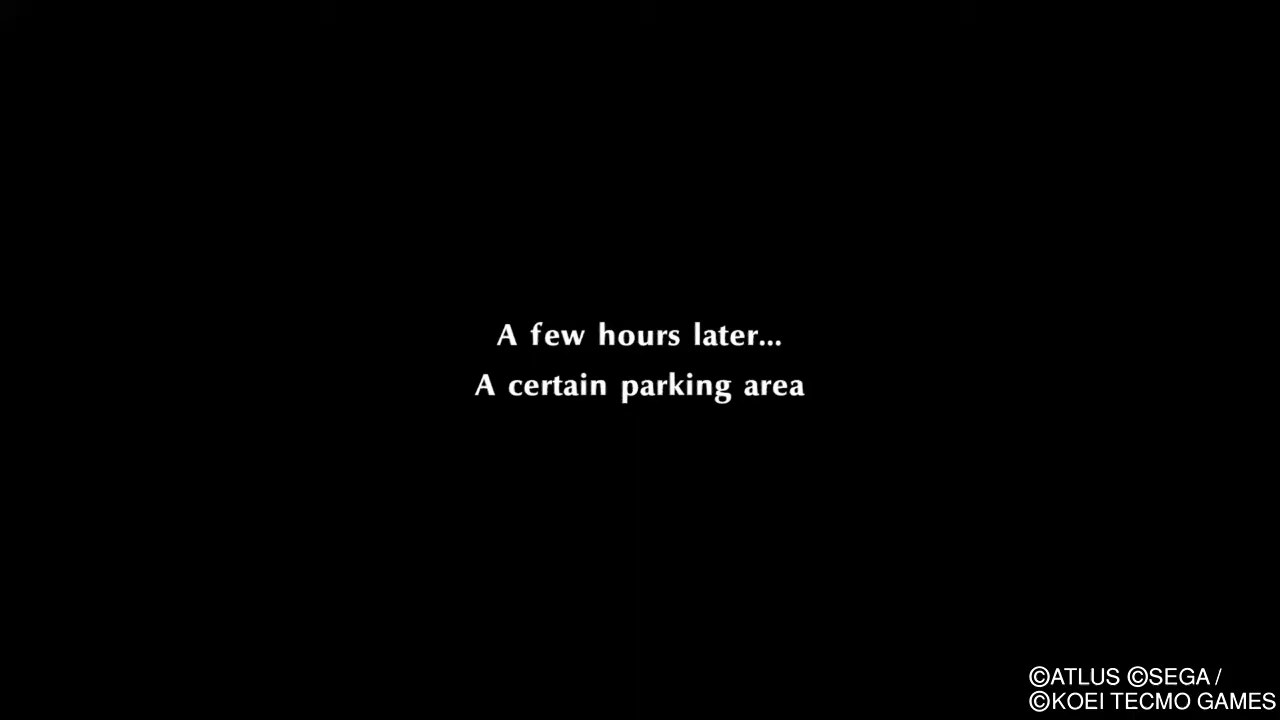 A few hours later...
A certain parking area
©ATLUS ©SEGA /
©KOEI TECMO GAMES